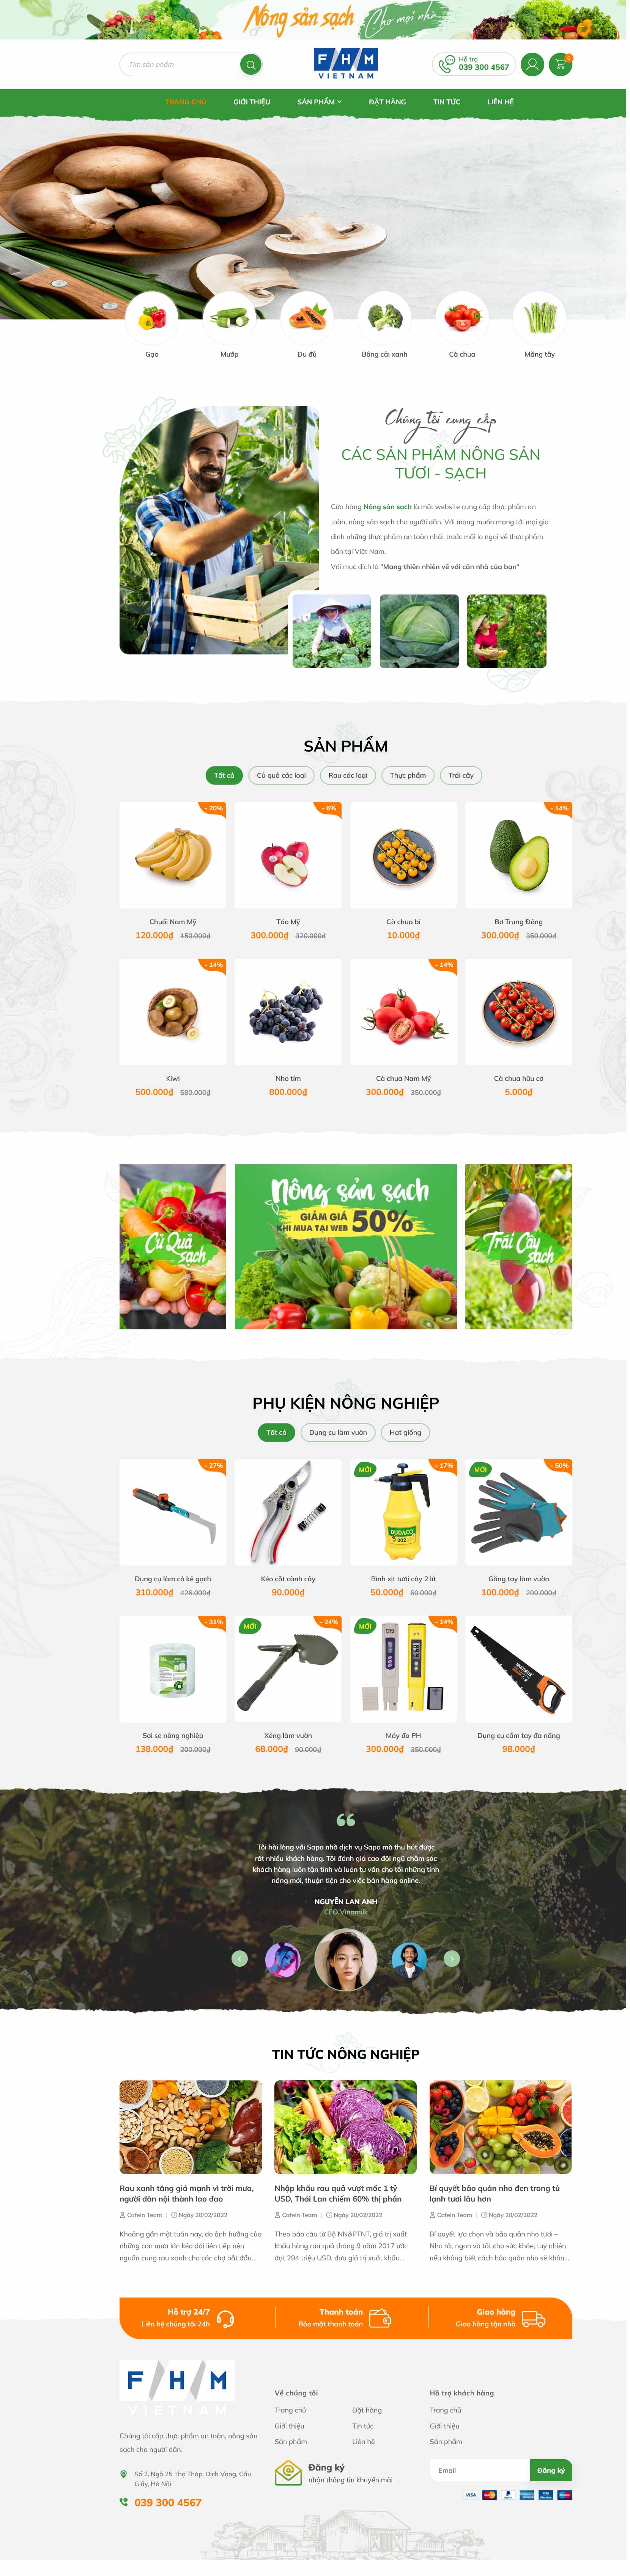 Nông sản sạch
Cho mọi nhà
Tìm sản phẩm
F/H/M
VIETNAM
Hỗ trợ
039 300 4567
0
TRANG CHỦ
GIỚI THIỆU
SẢN PHẨM
ĐẶT HÀNG
TIN TỨC
LIÊN HỆ
Gạo
Mướp
Đu đủ
Bông cải xanh
Cà chua
Măng tây
Chúng tôi cung cấp
CÁC SẢN PHẨM NÔNG SẢN
TƯƠI - SẠCH
Cửa hàng Nông sản sạch là một website cung cấp thực phẩm an
toàn, nông sản sạch cho người dân. Với mong muốn mang tới mọi gia
đình những thực phẩm an toàn nhất trước mối lo ngại về thực phẩm
bẩn tại Việt Nam.
Với mục đích là "Mang thiên nhiên về với căn nhà của bạn"
SẢN PHẨM
Tất cả
Củ quả các loại
Rau các loại
Thực phẩm
Trái cây
- 20%
- 6%
- 14%
Chuối Nam Mỹ
Táo Mỹ
Cà chua bi
Bơ Trung Đông
120.000₫ 150.000₫
300.000₫ 320.000₫
10.000₫
300.000₫ 350.000₫
- 14%
- 14%
Kiwi
Nho tím
Cà chua Nam Mỹ
Cà chua hữu cơ
500.000₫ 580.000₫
800.000₫
300.000₫ 350.000₫
5.000₫
Củ Quả
sạch
Nông sản sạch
GIẢM GIÁ
KHI MUA TẠI WEB
50%
Trái Cây
sạch
PHỤ KIỆN NÔNG NGHIỆP
Tất cả
Dụng cụ làm vườn
Hạt giống
- 27%
MỚI
- 17%
MỚI
- 50%
DUDACO
202
Dụng cụ làm cỏ kẽ gạch
Kéo cắt cành cây
Bình xịt tưới cây 2 lít
Găng tay làm vườn
310.000₫ 426.000₫
90.000₫
50.000₫ 60.000₫
100.000₫ 200.000₫
- 31%
MỚI
- 24%
MỚI
- 14%
Sợi se nông nghiệp
Xẻng làm vườn
Máy đo PH
Dụng cụ cầm tay đa năng
138.000₫ 200.000₫
68.000₫ 90.000₫
300.000₫ 350.000₫
98.000₫
Tôi hài lòng với Sapo nhờ dịch vụ Sapo mà thu hút được
rất nhiều khách hàng. Tôi đánh giá cao đội ngũ chăm sóc
khách hàng luôn tận tình và luôn tư vấn cho tôi những tính
năng mới, thuận tiện cho việc bán hàng online.
NGUYỄN LAN ANH
CEO Vinamilk
TIN TỨC NÔNG NGHIỆP
Rau xanh tăng giá mạnh vì trời mưa,
người dân nội thành lao đao
Cafein Team | Ngày 28/02/2022
Khoảng gần một tuần nay, do ảnh hưởng của
những cơn mưa lớn kéo dài liên tiếp nên
nguồn cung rau xanh cho các chợ bắt đầu...
Nhập khẩu rau quả vượt mốc 1 tỷ
USD, Thái Lan chiếm 60% thị phần
Cafein Team | Ngày 28/02/2022
Theo báo cáo từ Bộ NN&PTNT, giá trị xuất
khẩu hàng rau quả tháng 9 năm 2017 ước
đạt 294 triệu USD, đưa giá trị xuất khẩu...
Bí quyết bảo quản nho đen trong tủ
lạnh tươi lâu hơn
Cafein Team | Ngày 28/02/2022
Bí quyết lựa chọn và bảo quản nho tươi –
Nho rất ngon và tốt cho sức khỏe, tuy nhiên
nếu không biết cách bảo quản nho sẽ khôn...
Hỗ trợ 24/7
Liên hệ chúng tôi 24h
Thanh toán
Bảo mật thanh toán
Giao hàng
Giao hàng tận nhà
F/H/M
VIETNAM
Chúng tôi cấp thực phẩm an toàn, nông sản
sạch cho người dân.
Số 2, Ngõ 25 Thọ Tháp, Dịch Vọng, Cầu
Giấy, Hà Nội
039 300 4567
Về chúng tôi
Trang chủ
Đặt hàng
Giới thiệu
Tin tức
Sản phẩm
Liên hệ
Đăng ký
nhận thông tin khuyến mãi
Hỗ trợ khách hàng
Trang chủ
Giới thiệu
Sản phẩm
Email
Đăng ký
VISA
PayPal